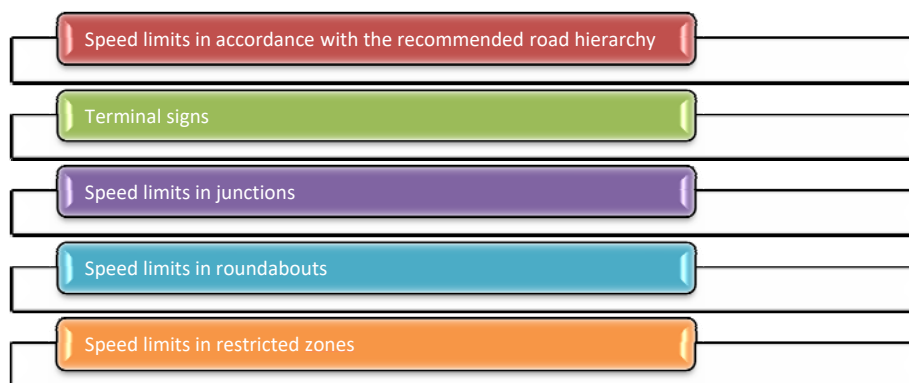 Speed limits in accordance with the recommended road hierarchy
Terminal signs
Speed limits in junctions
Speed limits in roundabouts
Speed limits in restricted zones